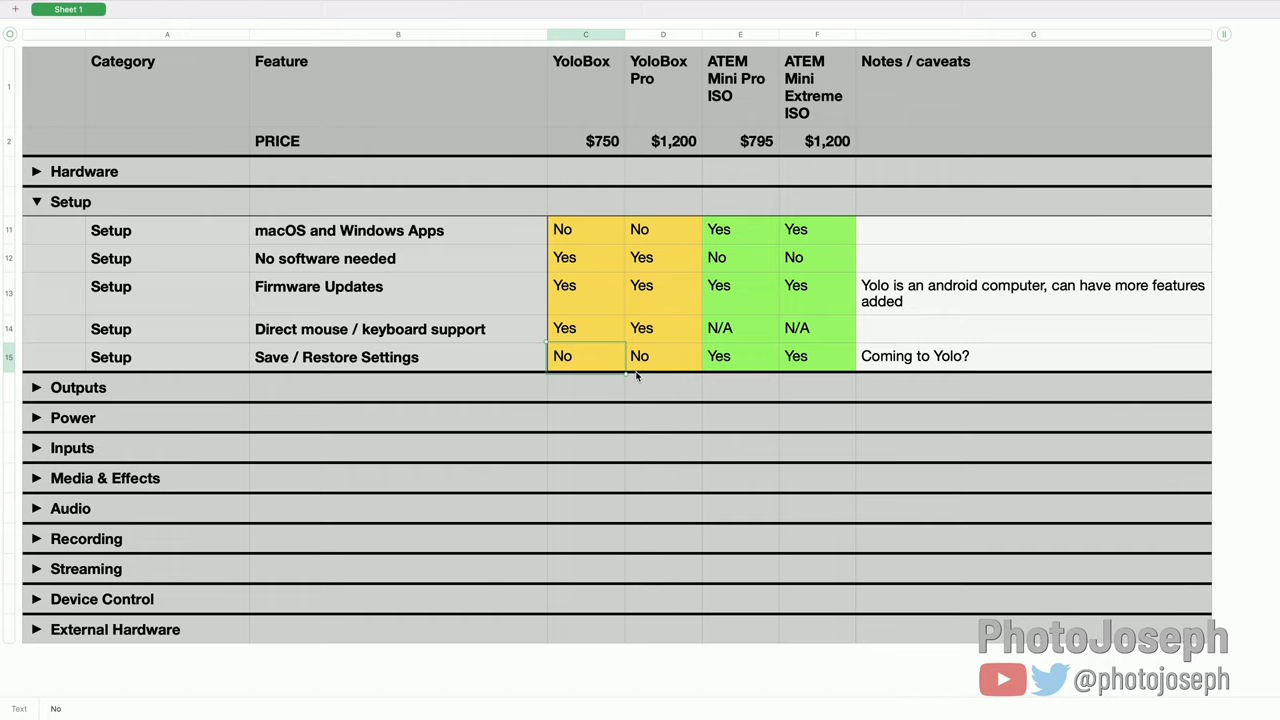 + Sheet 1
A B C D E F G
Category Feature YoloBox YoloBox Pro ATEM Mini Pro ISO ATEM Mini Extreme ISO Notes / caveats
1
2 PRICE $750 $1,200 $795 $1,200
Hardware
Setup
11 Setup macOS and Windows Apps No No Yes Yes
12 Setup No software needed Yes Yes No No
13 Setup Firmware Updates Yes Yes Yes Yes Yolo is an android computer, can have more features added
14 Setup Direct mouse / keyboard support Yes Yes N/A N/A
15 Setup Save / Restore Settings No No Yes Yes Coming to Yolo?
Outputs
Power
Inputs
Media & Effects
Audio
Recording
Streaming
Device Control
External Hardware
PhotoJoseph
@photojoseph
Text No